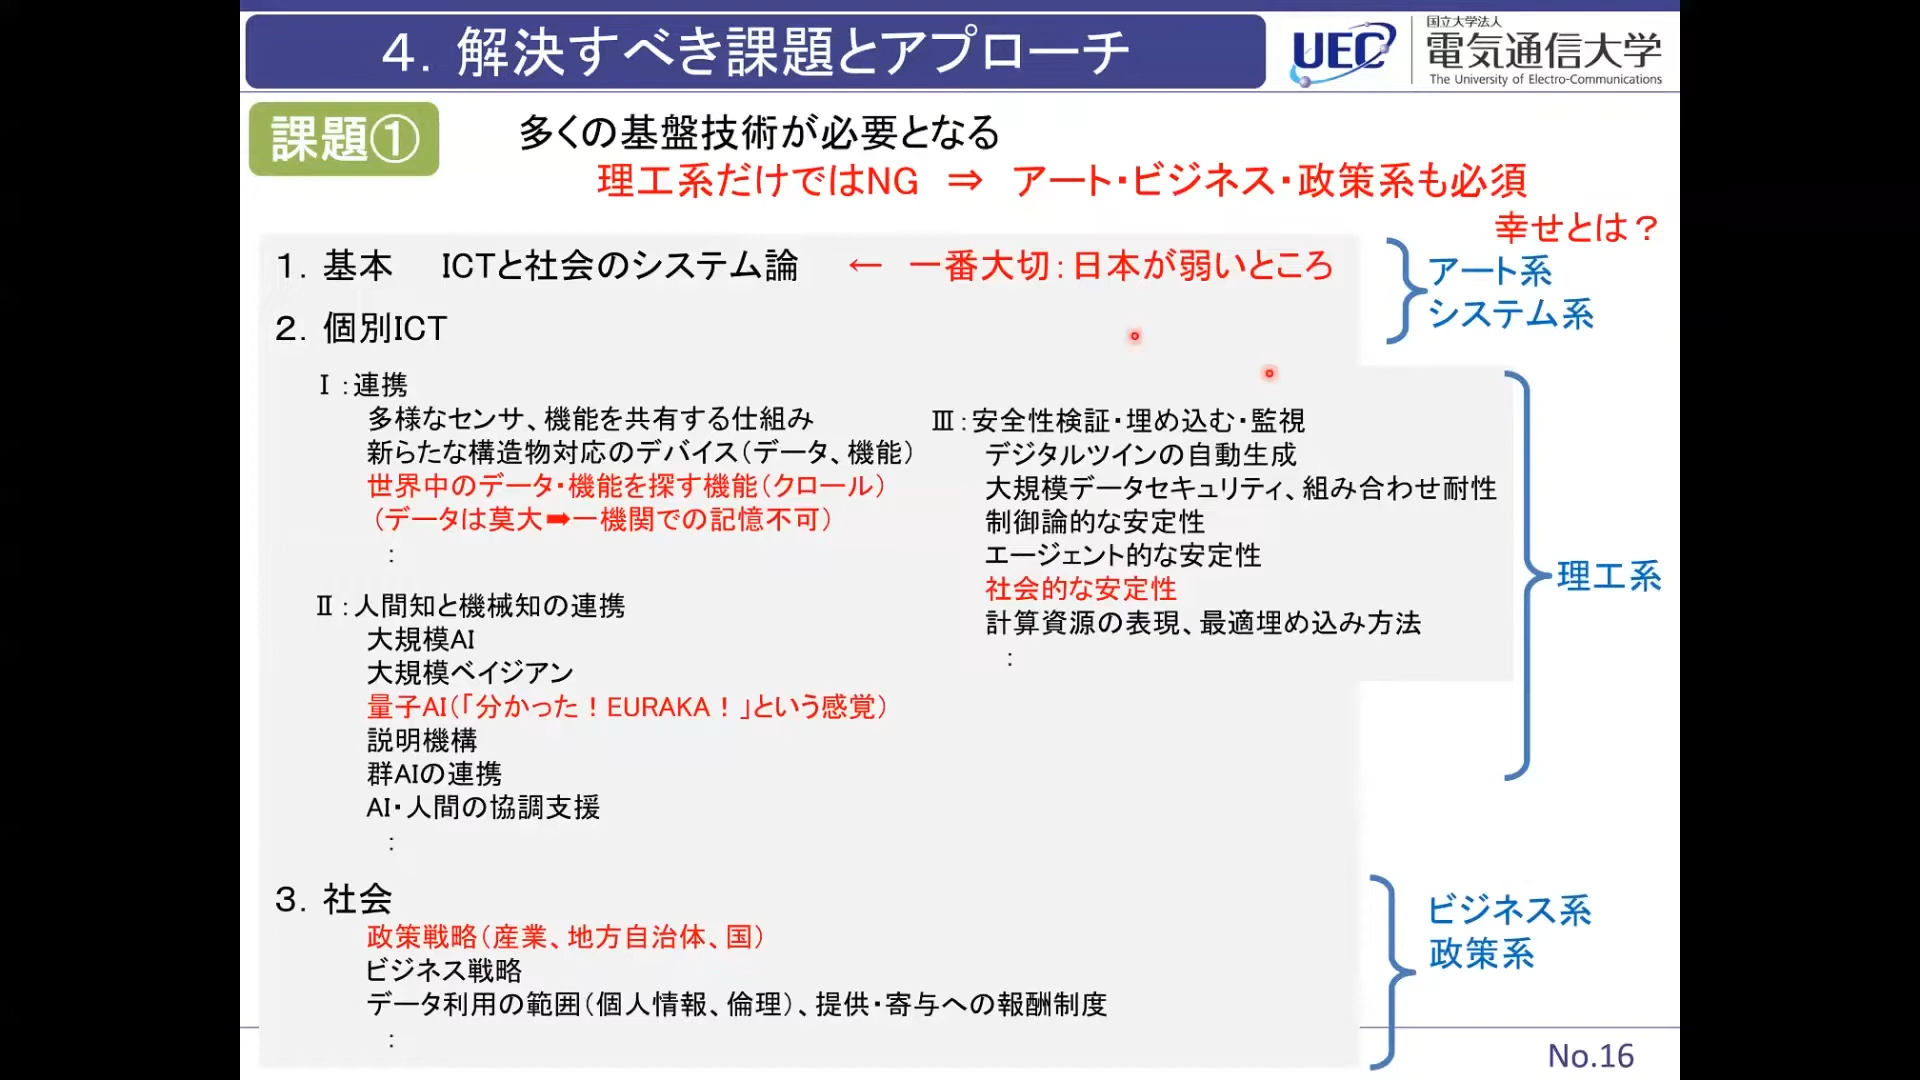 4．解決すべき課題とアプローチ
UEC
国立大学法人
電気通信大学
The University of Electro-Communications
課題①
多くの基盤技術が必要となる
理工系だけではNG ⇒ アート・ビジネス・政策系も必須
幸せとは？
1．基本 ICTと社会のシステム論 ← 一番大切：日本が弱いところ
アート系
システム系
2．個別ICT
Ⅰ：連携
多様なセンサ、機能を共有する仕組み
新らたな構造物対応のデバイス（データ、機能）
世界中のデータ・機能を探す機能（クロール）
（データは莫大➡一機関での記憶不可）
：
Ⅱ：人間知と機械知の連携
大規模AI
大規模ベイジアン
量子AI（「分かった！EURAKA！」という感覚）
説明機構
群AIの連携
AI・人間の協調支援
：
Ⅲ：安全性検証・埋め込む・監視
デジタルツインの自動生成
大規模データセキュリティ、組み合わせ耐性
制御論的な安定性
エージェント的な安定性
社会的な安定性
計算資源の表現、最適埋め込み方法
：
理工系
3．社会
政策戦略（産業、地方自治体、国）
ビジネス戦略
データ利用の範囲（個人情報、倫理）、提供・寄与への報酬制度
：
ビジネス系
政策系
No.16